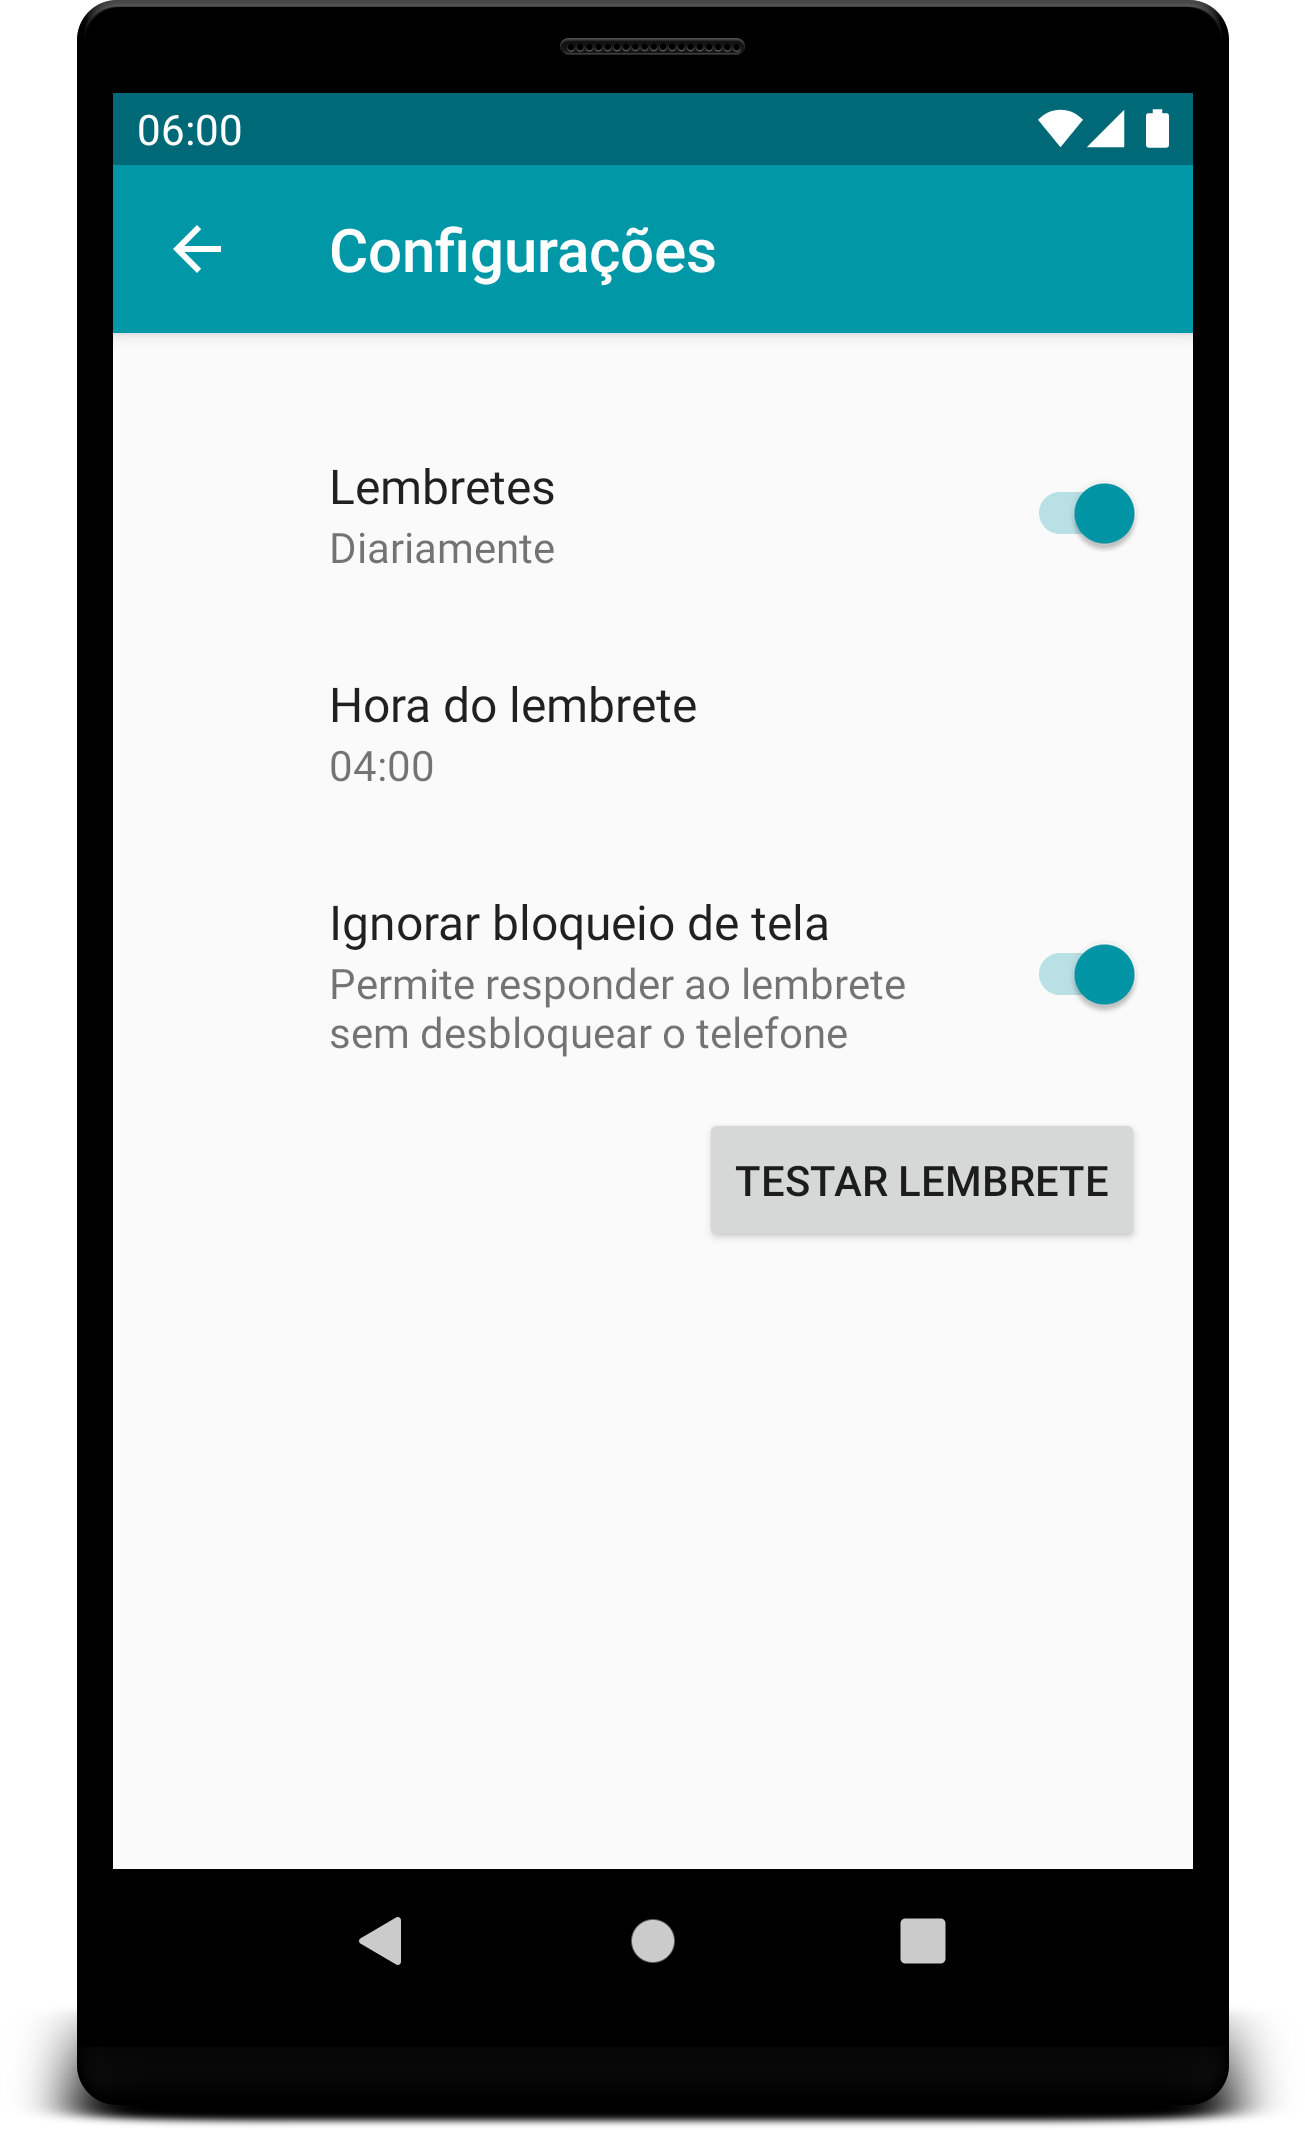 06:00
Configurações
Lembretes
Diariamente
Hora do lembrete
04:00
Ignorar bloqueio de tela
Permite responder ao lembrete
sem desbloquear o telefone
TESTAR LEMBRETE